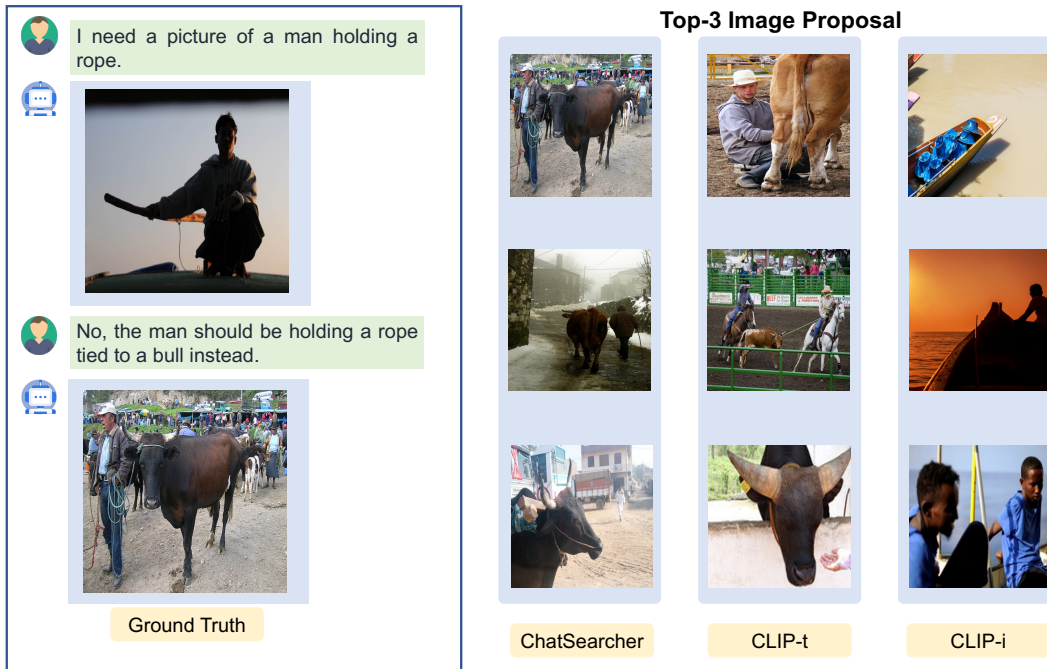 I need a picture of a man holding a
rope.
No, the man should be holding a rope
tied to a bull instead.
Ground Truth
Top-3 Image Proposal
ChatSearcher
CLIP-t
CLIP-i